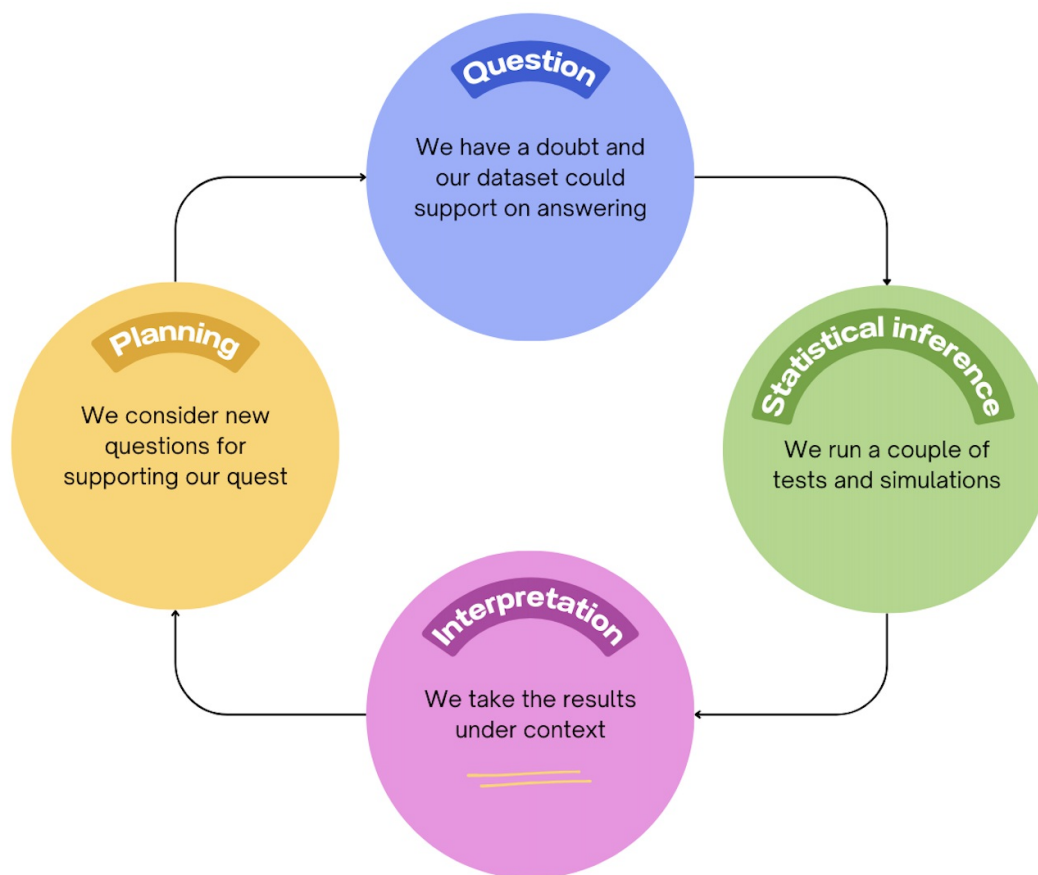 Question
We have a doubt and
our dataset could
support on answering
Statistical inference
We run a couple of
tests and simulations
Interpretation
We take the results
under context
Planning
We consider new
questions for
supporting our quest